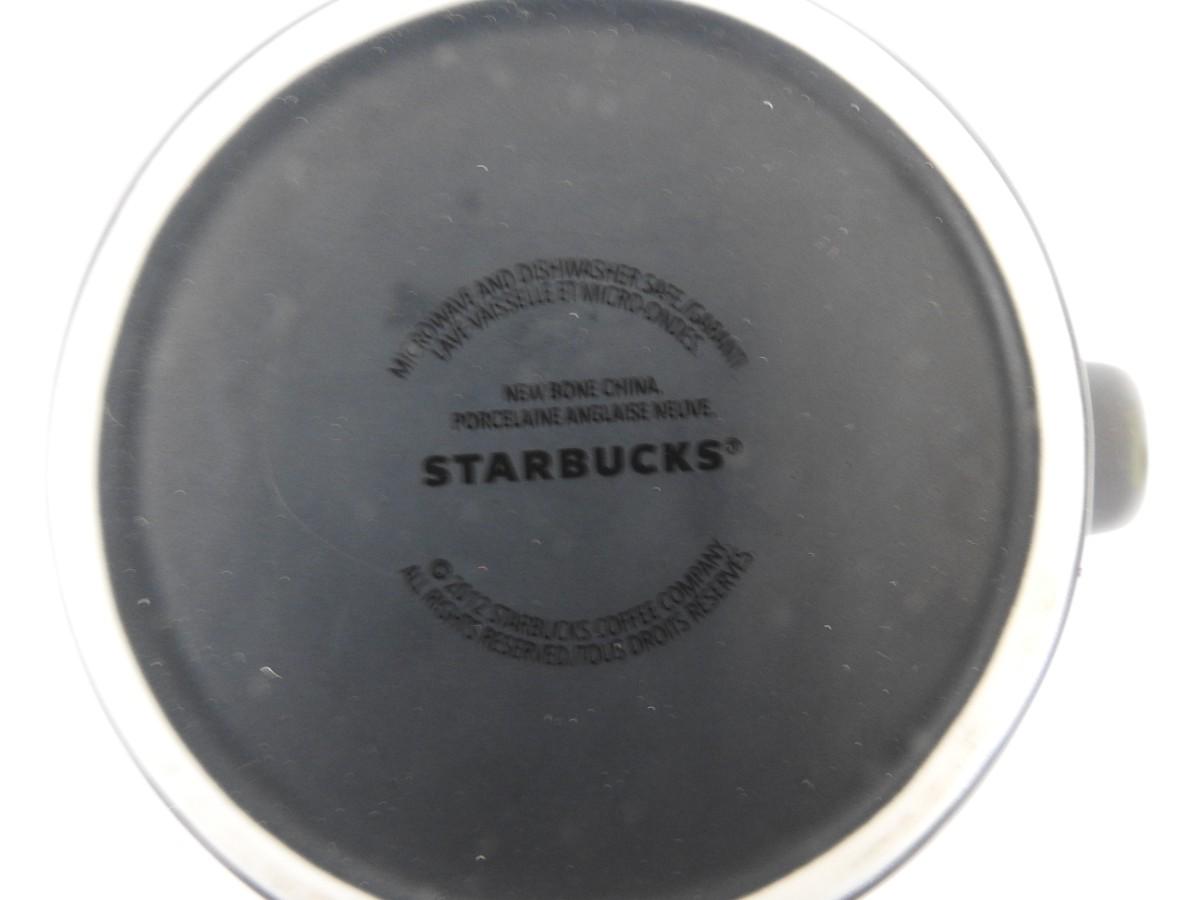 MICROWAVE AND DISHWASHER SAFE/GARANTI
LAVE VAISSELLE ET MICRO-ONDES.
NEW BONE CHINA.
PORCELAINE ANGLAISE NEUVE.
STARBUCKS®
© 2012 STARBUCKS COFFEE COMPANY
ALL RIGHTS RESERVED/TOUS DROITS RÉSERVÉS